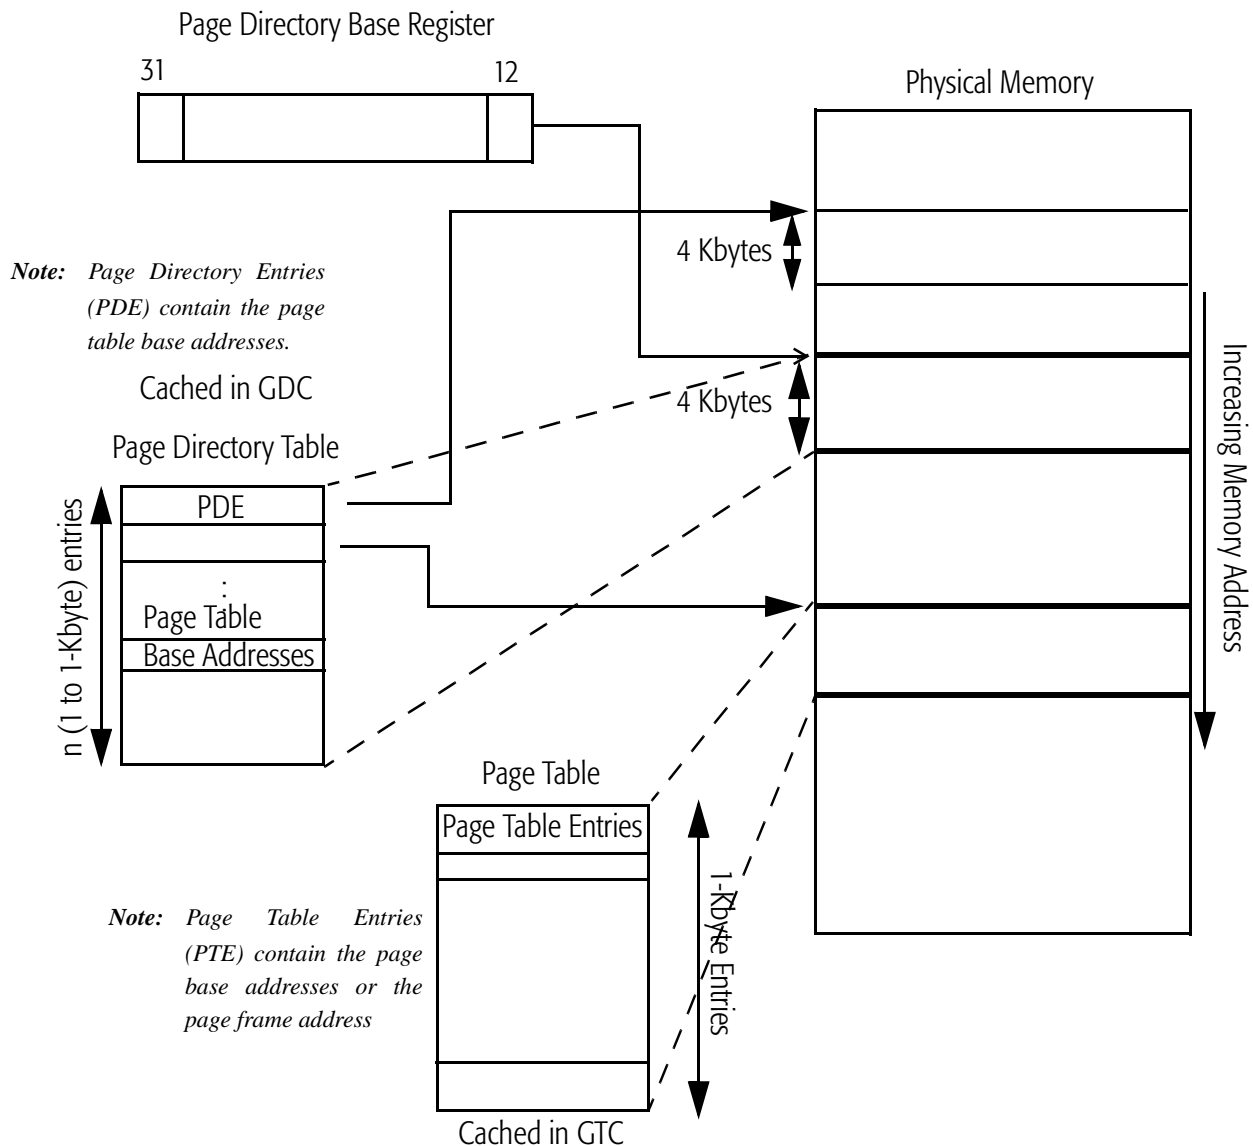 Page Directory Base Register
31
12
Physical Memory
4 Kbytes
Note: Page Directory Entries
(PDE) contain the page
table base addresses.
Cached in GDC
4 Kbytes
Increasing Memory Address
Page Directory Table
n (1 to 1-Kbyte) entries
PDE
:
.
Page Table
Base Addresses
Page Table
Page Table Entries
1-Kbyte Entries
Note: Page Table Entries
(PTE) contain the page
base addresses or the
page frame address
Cached in GTC